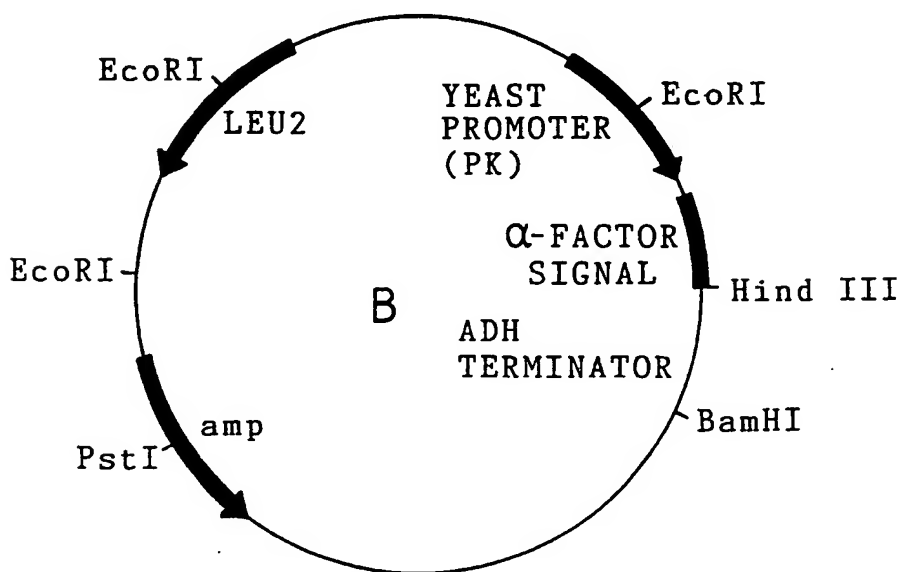 EcoRI
LEU2
YEAST
PROMOTER
(PK)
EcoRI
α-FACTOR
SIGNAL
EcoRI
Hind III
B
ADH
TERMINATOR
BamHI
amp
PstI